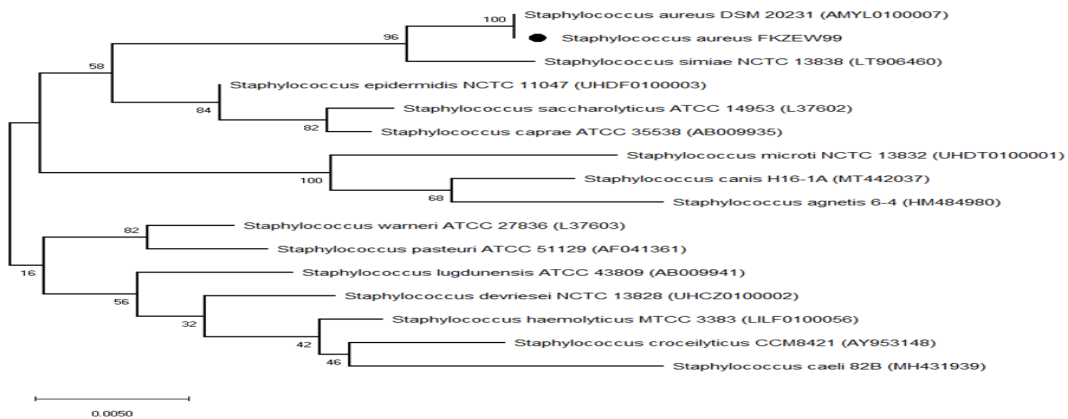 100
Staphylococcus aureus DSM 20231 (AMYL0100007)
96
Staphylococcus aureus FKZEW99
Staphylococcus simiae NCTC 13838 (LT906460)
58
Staphylococcus epidermidis NCTC 11047 (UHDF0100003)
84
Staphylococcus saccharolyticus ATCC 14953 (L37602)
82
Staphylococcus caprae ATCC 35538 (AB009935)
Staphylococcus microti NCTC 13832 (UHDT0100001)
100
Staphylococcus canis H16-1A (MT442037)
68
Staphylococcus agnetis 6-4 (HM484980)
Staphylococcus warneri ATCC 27836 (L37603)
82
Staphylococcus pasteuri ATCC 51129 (AF041361)
16
Staphylococcus lugdunensis ATCC 43809 (AB009941)
56
Staphylococcus devriesei NCTC 13828 (UHCZ0100002)
32
Staphylococcus haemolyticus MTCC 3383 (LILF0100056)
42
Staphylococcus croceilyticus CCM8421 (AY953148)
46
Staphylococcus caeli 82B (MH431939)
0.0050